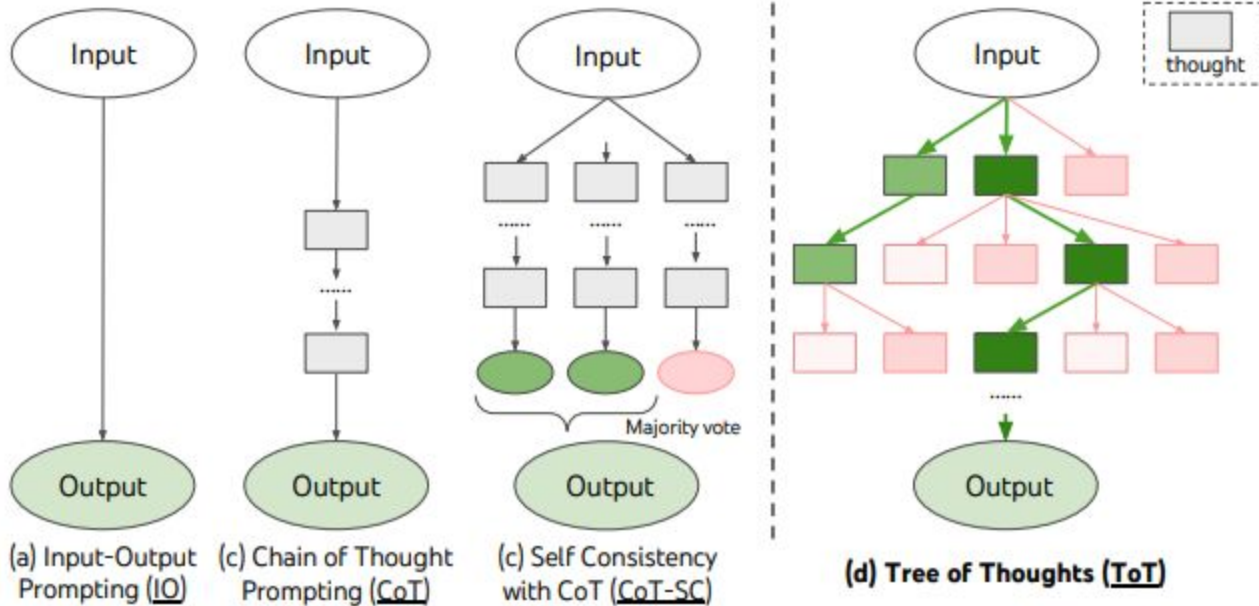 Input
Input
Input
Input
thought
......
......
......
......
......
Majority vote
Output
Output
Output
Output
(a) Input-Output
Prompting (IO)
(c) Chain of Thought
Prompting (CoT)
(c) Self Consistency
with CoT (CoT-SC)
(d) Tree of Thoughts (ToT)